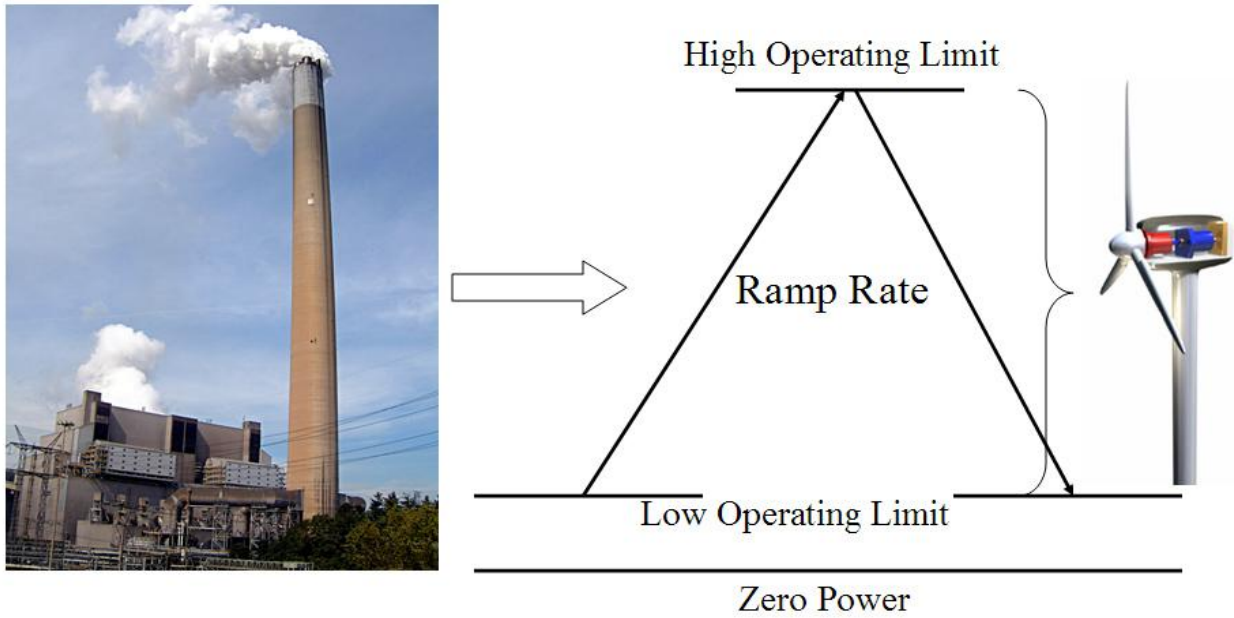 High Operating Limit
Ramp Rate
Low Operating Limit
Zero Power